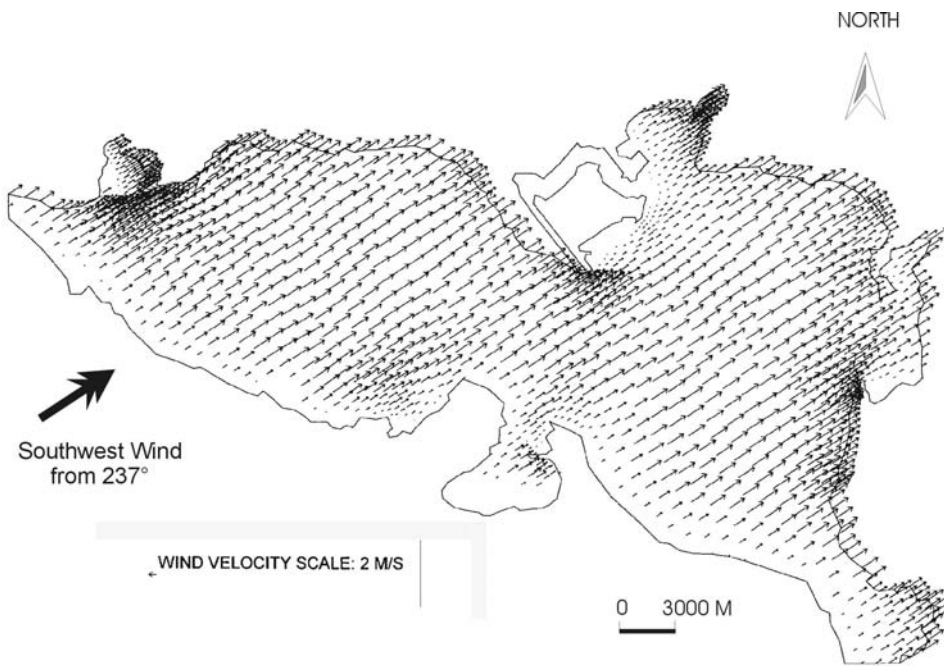 NORTH
Southwest Wind
from 237°
WIND VELOCITY SCALE: 2 M/S
0 3000 M